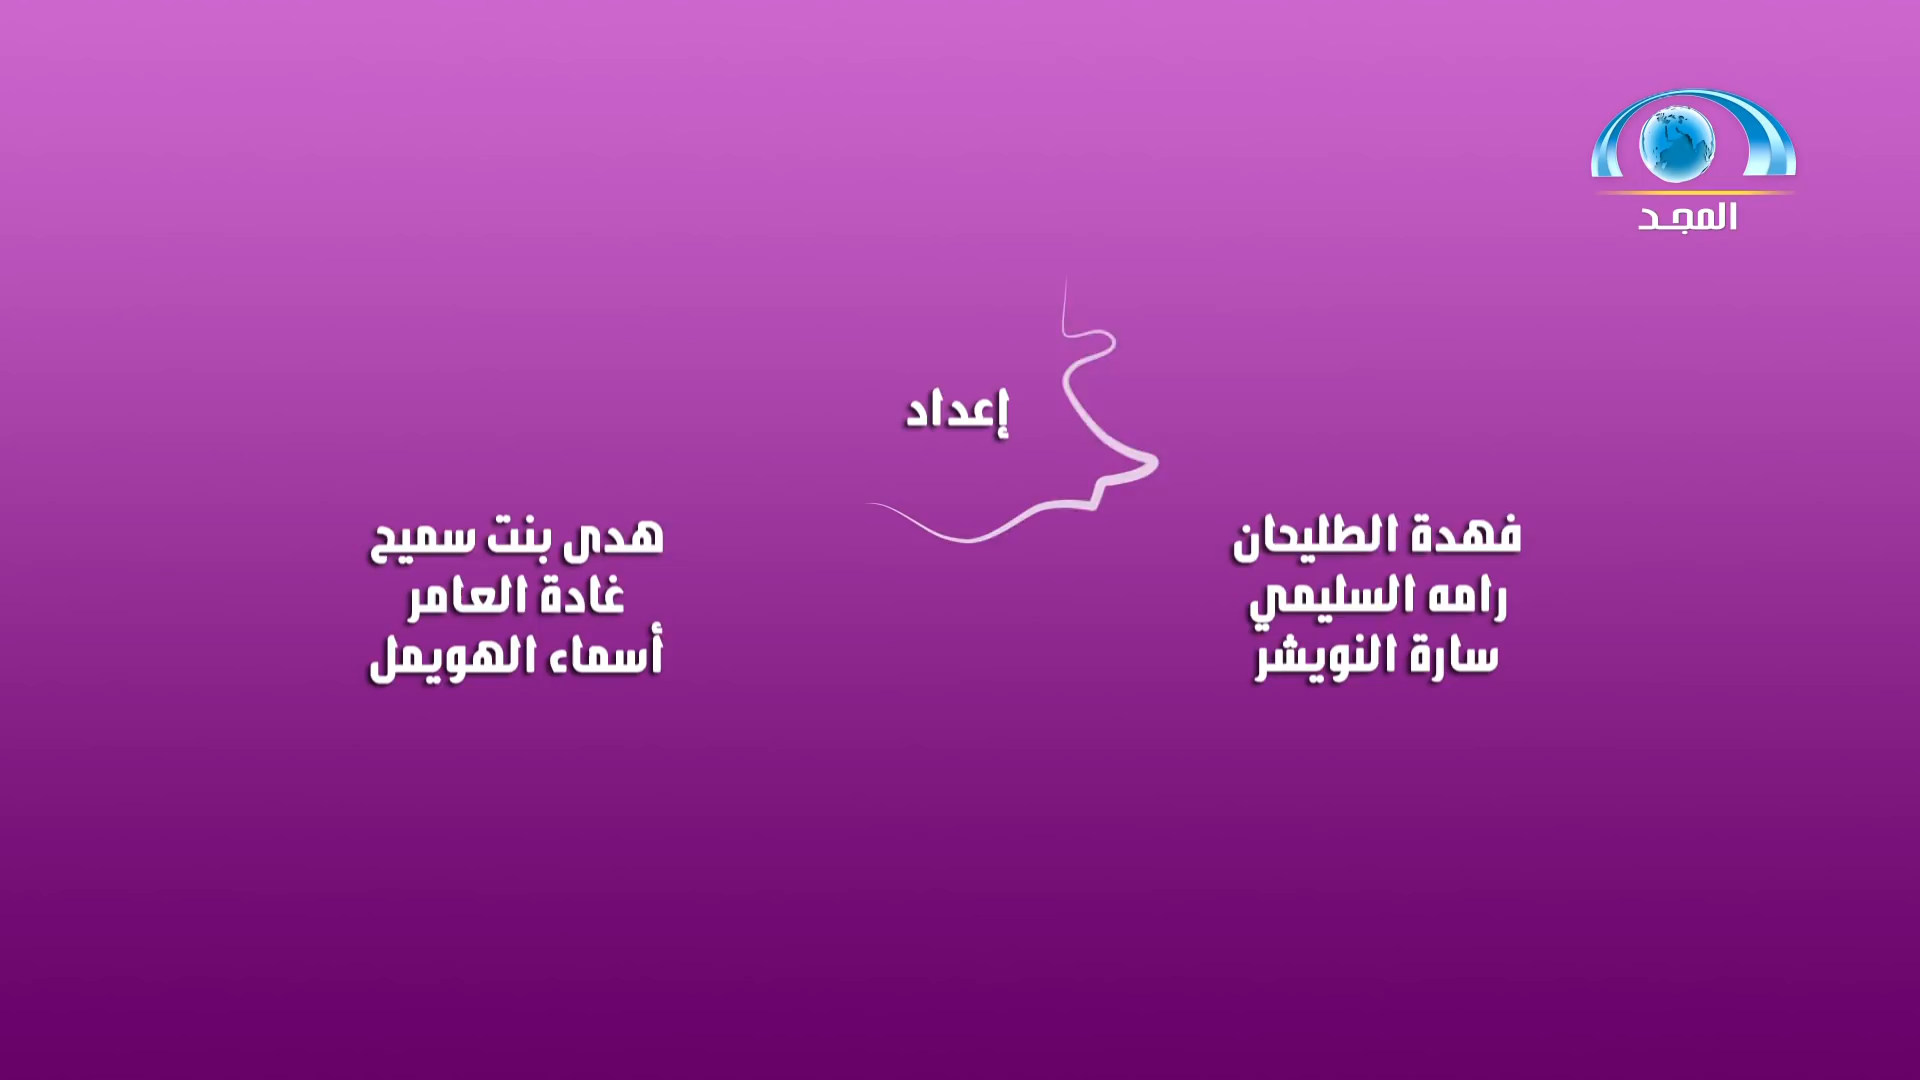 المجد
إعداد
فهدة الطليحان
رامه السليمي
سارة النويشر
هدى بنت سميح
غادة العامر
أسماء الهويمل